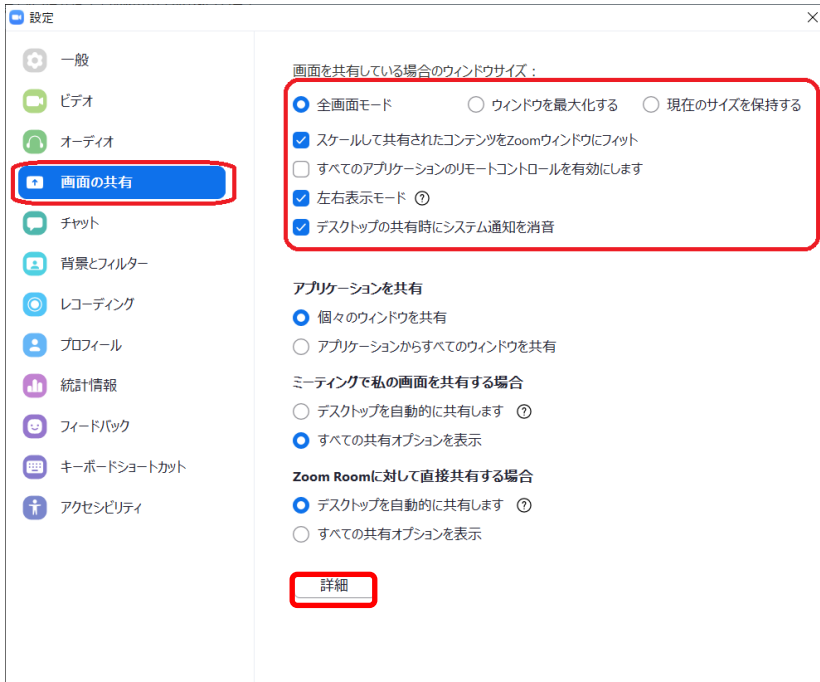 設定
一般
ビデオ
オーディオ
画面の共有
チャット
背景とフィルター
レコーディング
プロフィール
統計情報
フィードバック
キーボードショートカット
アクセシビリティ
画面を共有している場合のウィンドウサイズ：
全画面モード ウィンドウを最大化する 現在のサイズを保持する
スケールして共有されたコンテンツをZoomウィンドウにフィット
すべてのアプリケーションのリモートコントロールを有効にします
左右表示モード ?
デスクトップの共有時にシステム通知を消音
アプリケーションを共有
個々のウィンドウを共有
アプリケーションからすべてのウィンドウを共有
ミーティングで私の画面を共有する場合
デスクトップを自動的に共有します ?
すべての共有オプションを表示
Zoom Roomに対して直接共有する場合
デスクトップを自動的に共有します ?
すべての共有オプションを表示
詳細